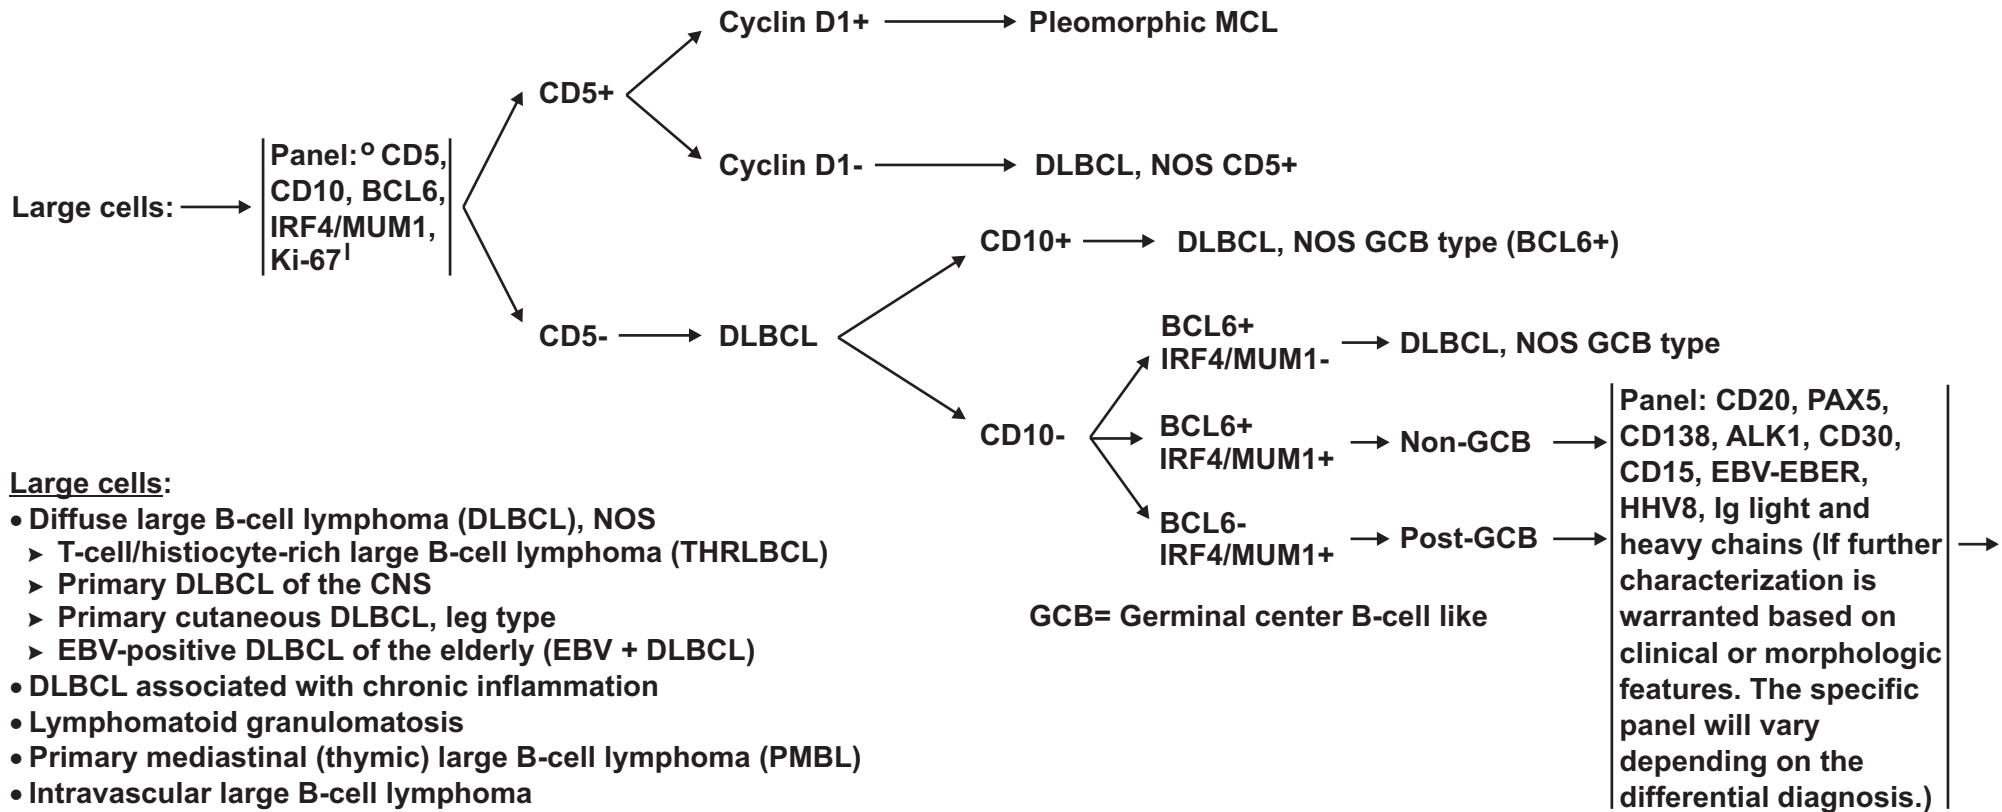 Cyclin D1+
Pleomorphic MCL
CD5+
Cyclin D1-
DLBCL, NOS CD5+
Large cells:
Panel:º CD5,
CD10, BCL6,
IRF4/MUM1,
Ki-67l
CD10+
DLBCL, NOS GCB type (BCL6+)
CD5-
DLBCL
BCL6+
IRF4/MUM1-
DLBCL, NOS GCB type
CD10-
BCL6+
IRF4/MUM1+
Non-GCB
BCL6-
IRF4/MUM1+
Post-GCB
Panel: CD20, PAX5,
CD138, ALK1, CD30,
CD15, EBV-EBER,
HHV8, Ig light and
heavy chains (If further
characterization is
warranted based on
clinical or morphologic
features. The specific
panel will vary
depending on the
differential diagnosis.)
GCB= Germinal center B-cell like
Large cells:
• Diffuse large B-cell lymphoma (DLBCL), NOS
➤ T-cell/histiocyte-rich large B-cell lymphoma (THRLBCL)
➤ Primary DLBCL of the CNS
➤ Primary cutaneous DLBCL, leg type
➤ EBV-positive DLBCL of the elderly (EBV + DLBCL)
• DLBCL associated with chronic inflammation
• Lymphomatoid granulomatosis
• Primary mediastinal (thymic) large B-cell lymphoma (PMBL)
• Intravascular large B-cell lymphoma